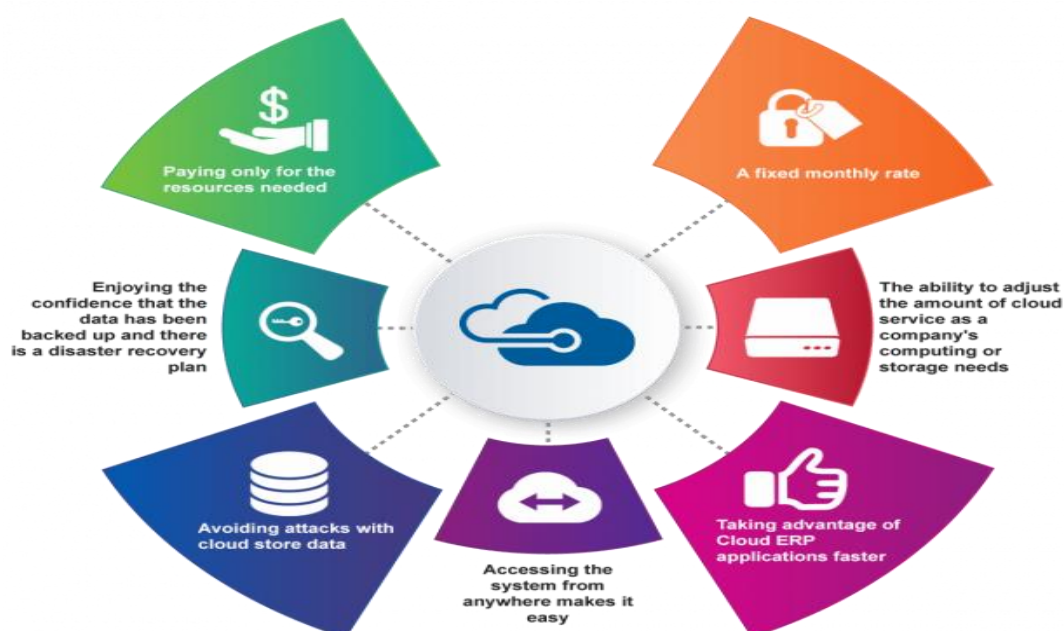 $
Paying only for the
resources needed
A fixed monthly rate
Enjoying the
confidence that the
data has been
backed up and there
is a disaster recovery
plan
The ability to adjust
the amount of cloud
service as a
company's
computing or
storage needs
Avoiding attacks with
cloud store data
Accessing the
system from
anywhere makes it
easy
Taking advantage of
Cloud ERP
applications faster